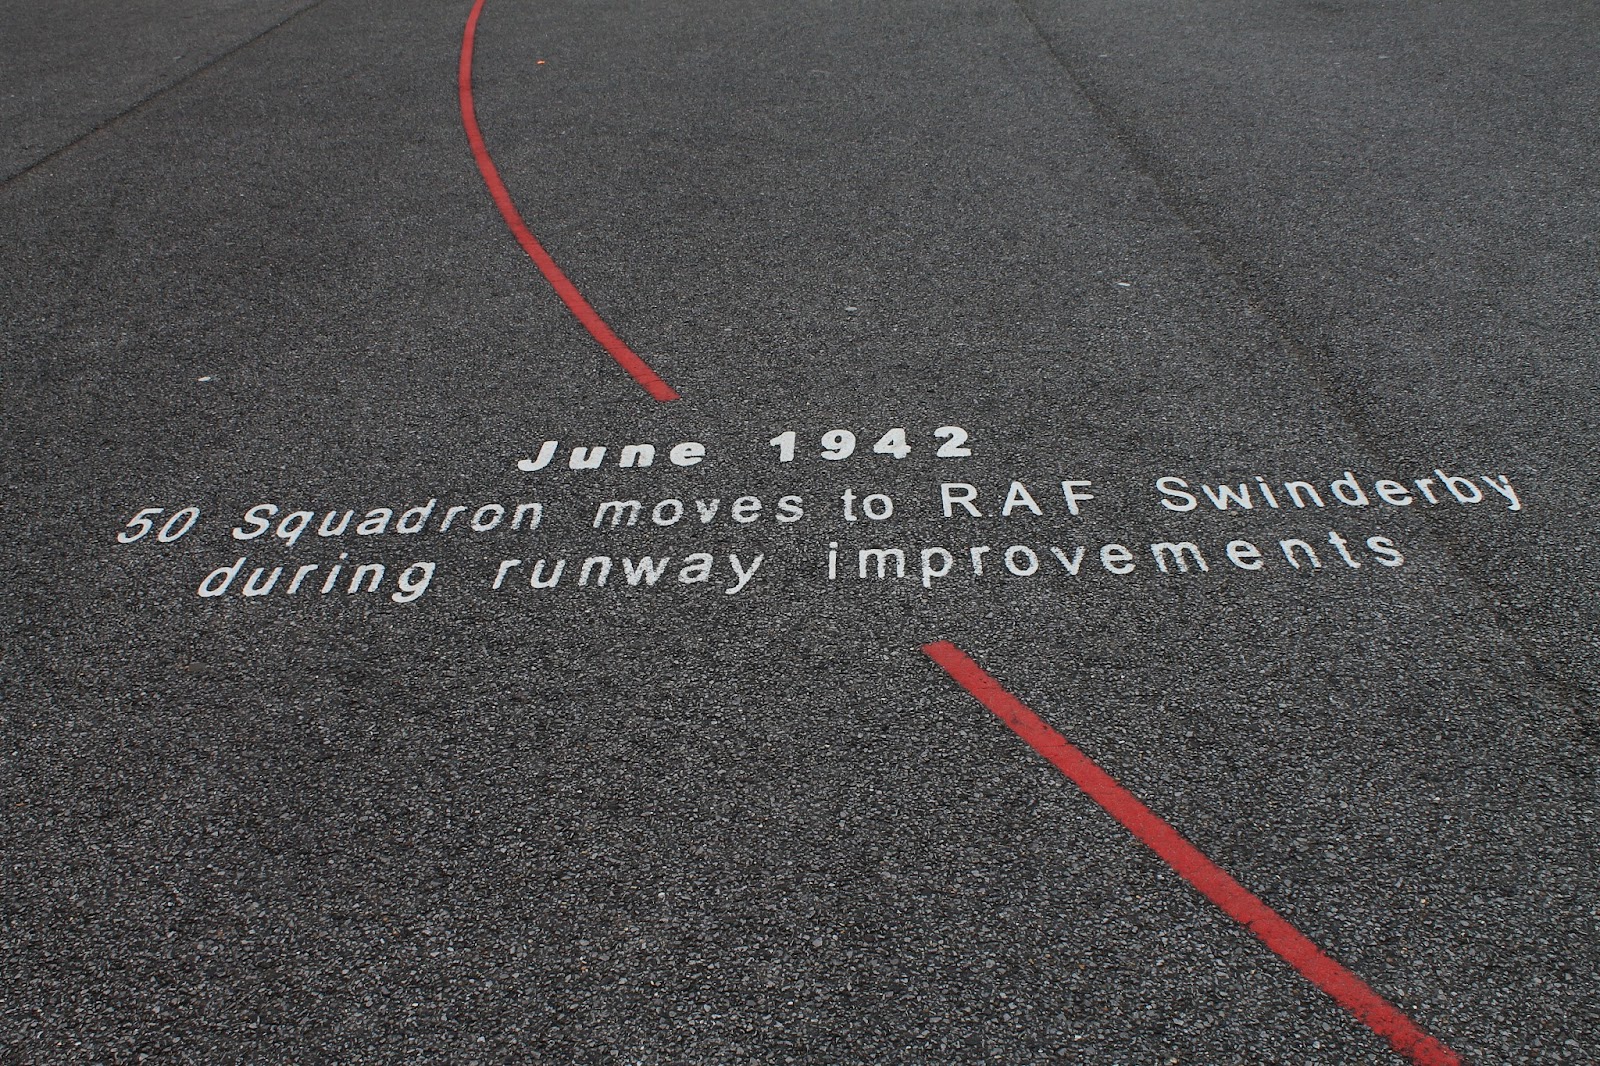 June 1942
50 Squadron moves to RAF Swinderby
during runway improvements